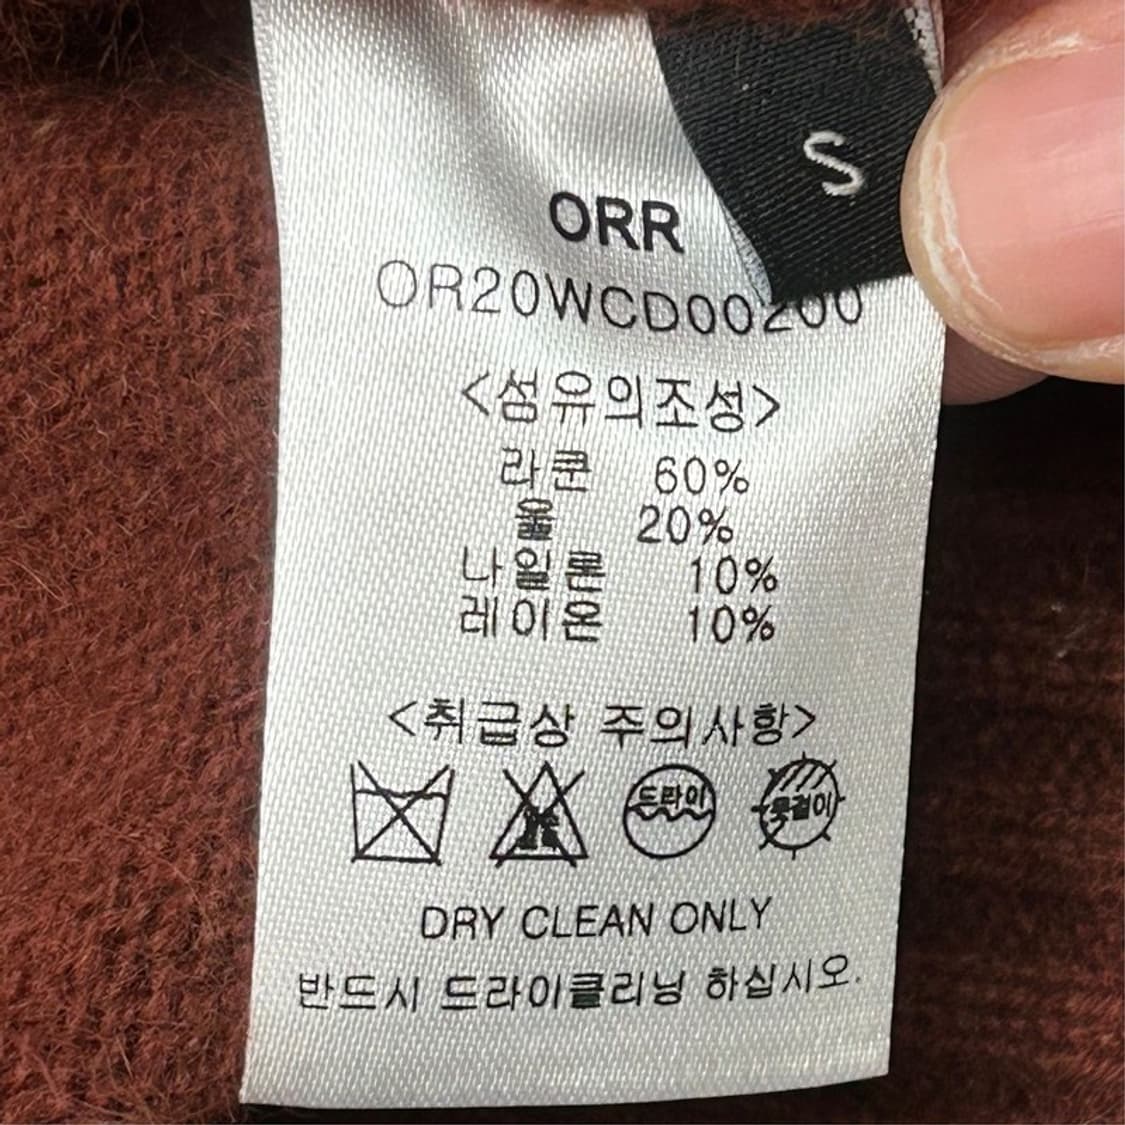 S
ORR
OR20WCD00200
<섬유의조성>
라쿤 60%
울 20%
나일론 10%
레이온 10%
<취급상 주의사항>
드라이 옷걸이
DRY CLEAN ONLY
반드시 드라이클리닝 하십시오.